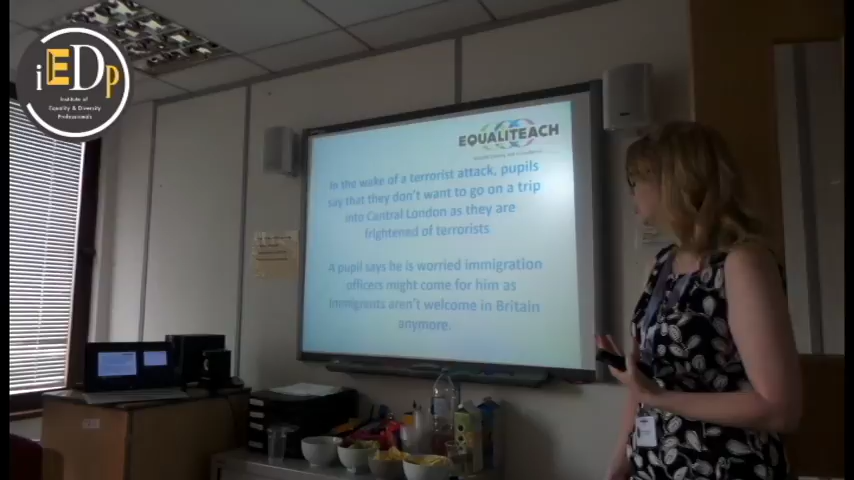 iEDp
Institute of
Equality & Diversity
Professionals
EQUALITEACH
In the wake of a terrorist attack, pupils
say that they don't want to go on a trip
into Central London as they are
frightened of terrorists
A pupil says he is worried immigration
officers might come for him as
immigrants aren't welcome in Britain
anymore.